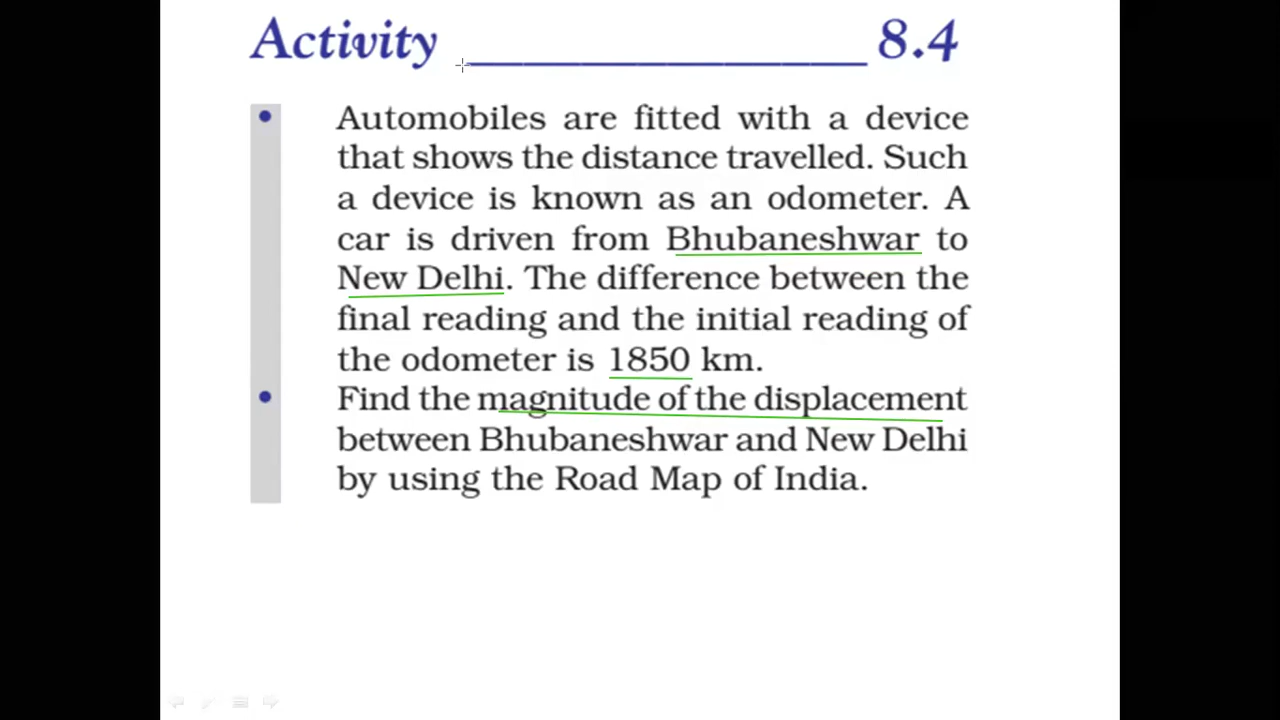 Activity ______________ 8.4
• Automobiles are fitted with a device
that shows the distance travelled. Such
a device is known as an odometer. A
car is driven from Bhubaneshwar to
New Delhi. The difference between the
final reading and the initial reading of
the odometer is 1850 km.
• Find the magnitude of the displacement
between Bhubaneshwar and New Delhi
by using the Road Map of India.